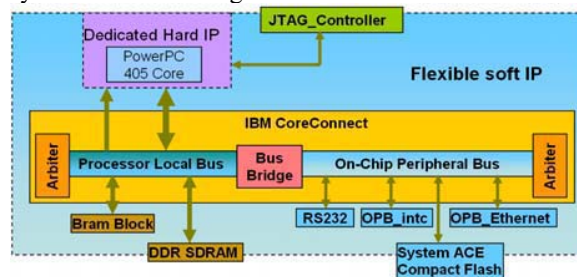 Dedicated Hard IP
PowerPC
405 Core
JTAG_Controller
Flexible soft IP
IBM CoreConnect
Arbiter
Processor Local Bus
Bus
Bridge
On-Chip Peripheral Bus
Arbiter
Bram Block
DDR SDRAM
RS232
OPB_intc
OPB_Ethernet
System ACE
Compact Flash